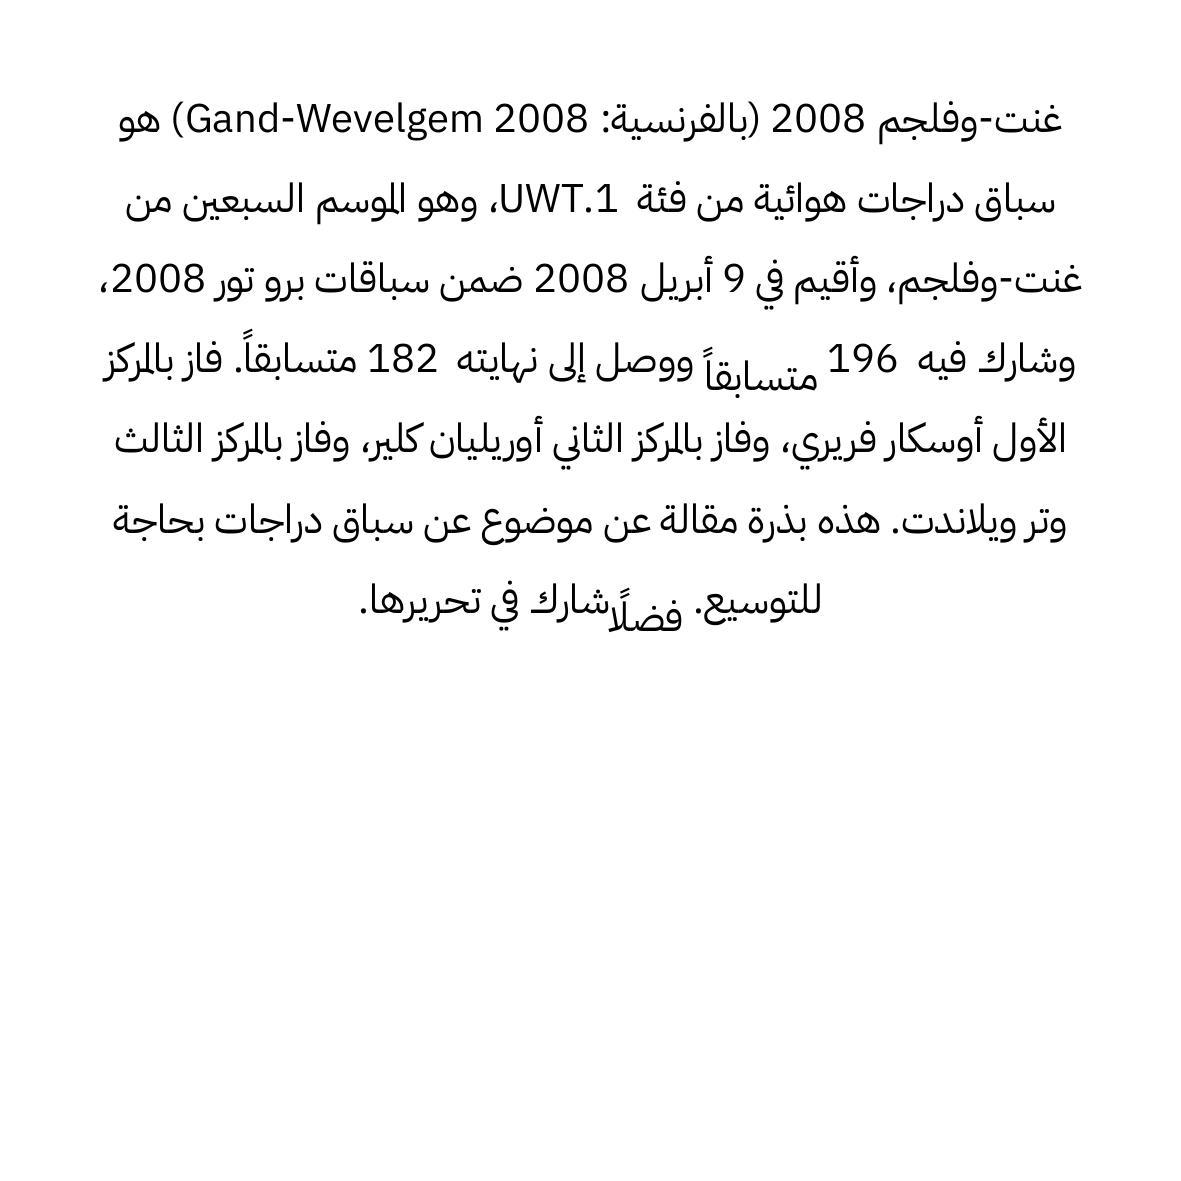 غنت-وفلجم 2008 (بالفرنسية: Gand-Wevelgem 2008) هو
سباق دراجات هوائية من فئة 1.UWT، وهو الموسم السبعين من
غنت-وفلجم، وأقيم في 9 أبريل 2008 ضمن سباقات برو تور 2008،
وشارك فيه 196 متسابقاً ووصل إلى نهايته 182 متسابقاً. فاز بالمركز
الأول أوسكار فريري، وفاز بالمركز الثاني أوريليان كلير، وفاز بالمركز الثالث
وتر ويلاندت. هذه بذرة مقالة عن موضوع عن سباق دراجات بحاجة
للتوسيع. فضلًا شارك في تحريرها.